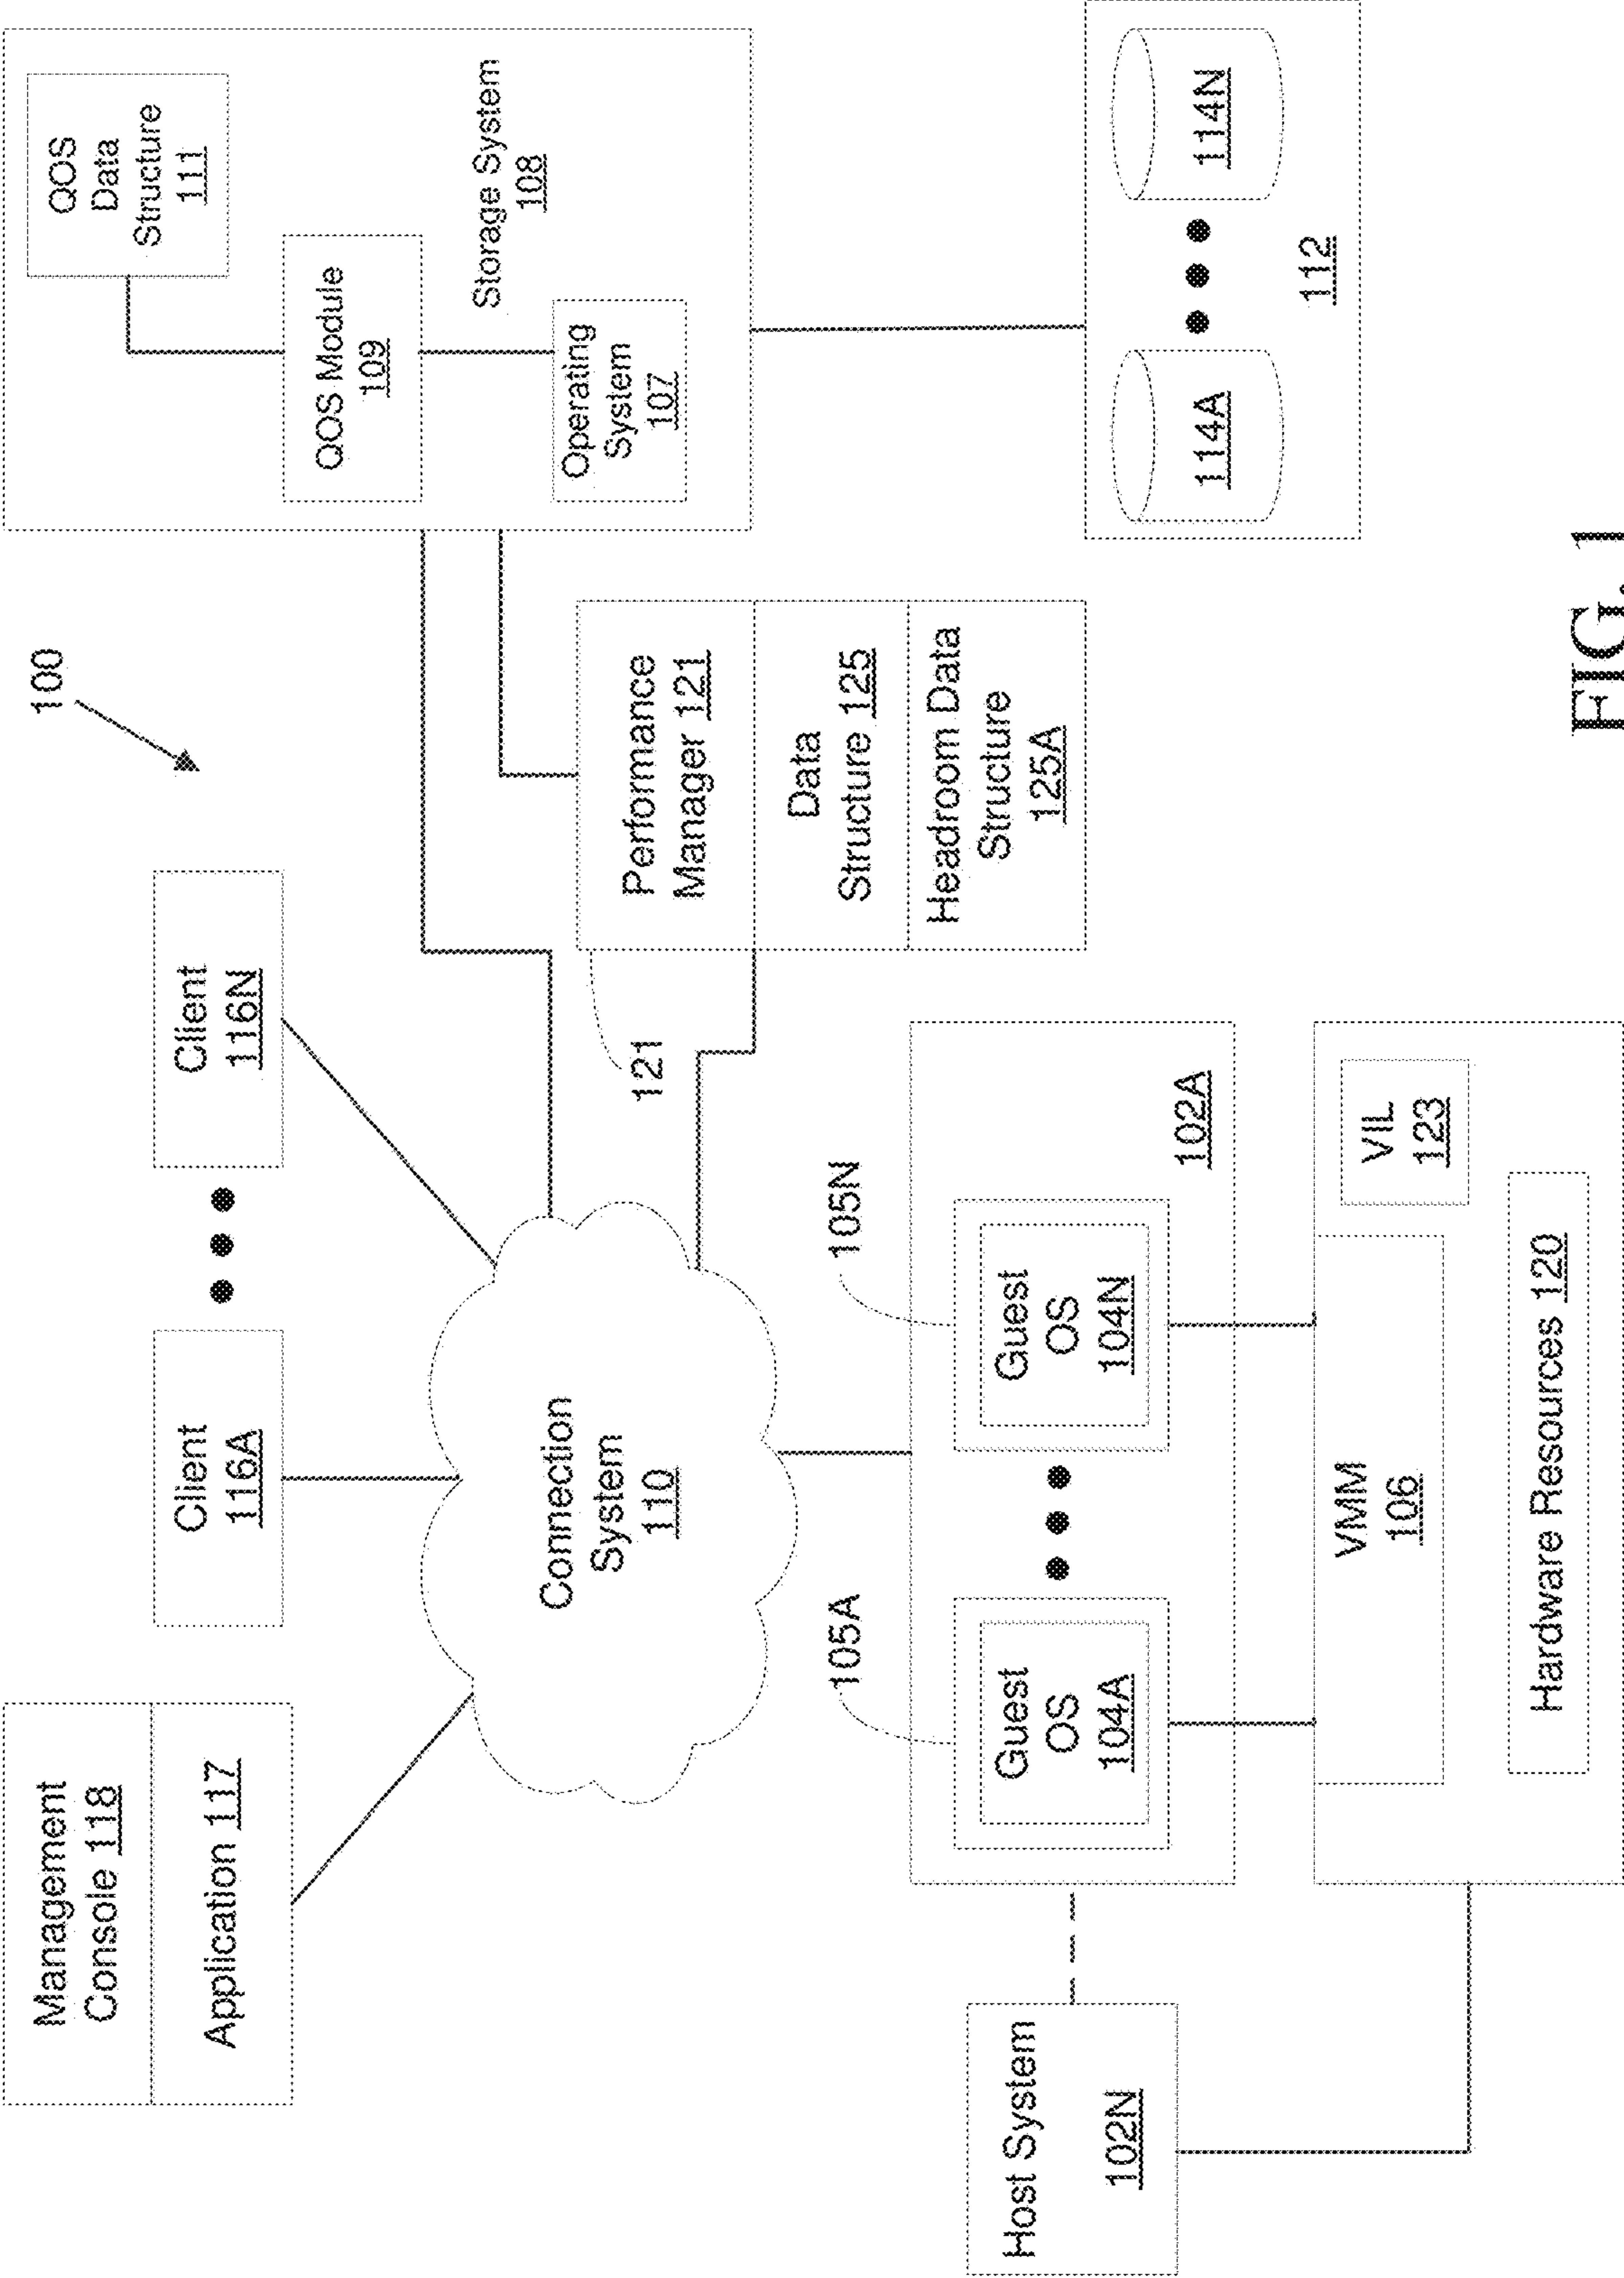 100
Management
Console 118
Application 117
Client
116A
Client
116N
QOS
Data
Structure
111
QOS Module
109
Storage System
108
Operating
System
107
Connection
System
110
121
Performance
Manager 121
Data
Structure 125
Headroom Data
Structure
125A
114A
114N
112
105A
105N
Guest
OS
104A
Guest
OS
104N
102A
Host System
102N
VMM
106
VIL
123
Hardware Resources 120
FIG. 1